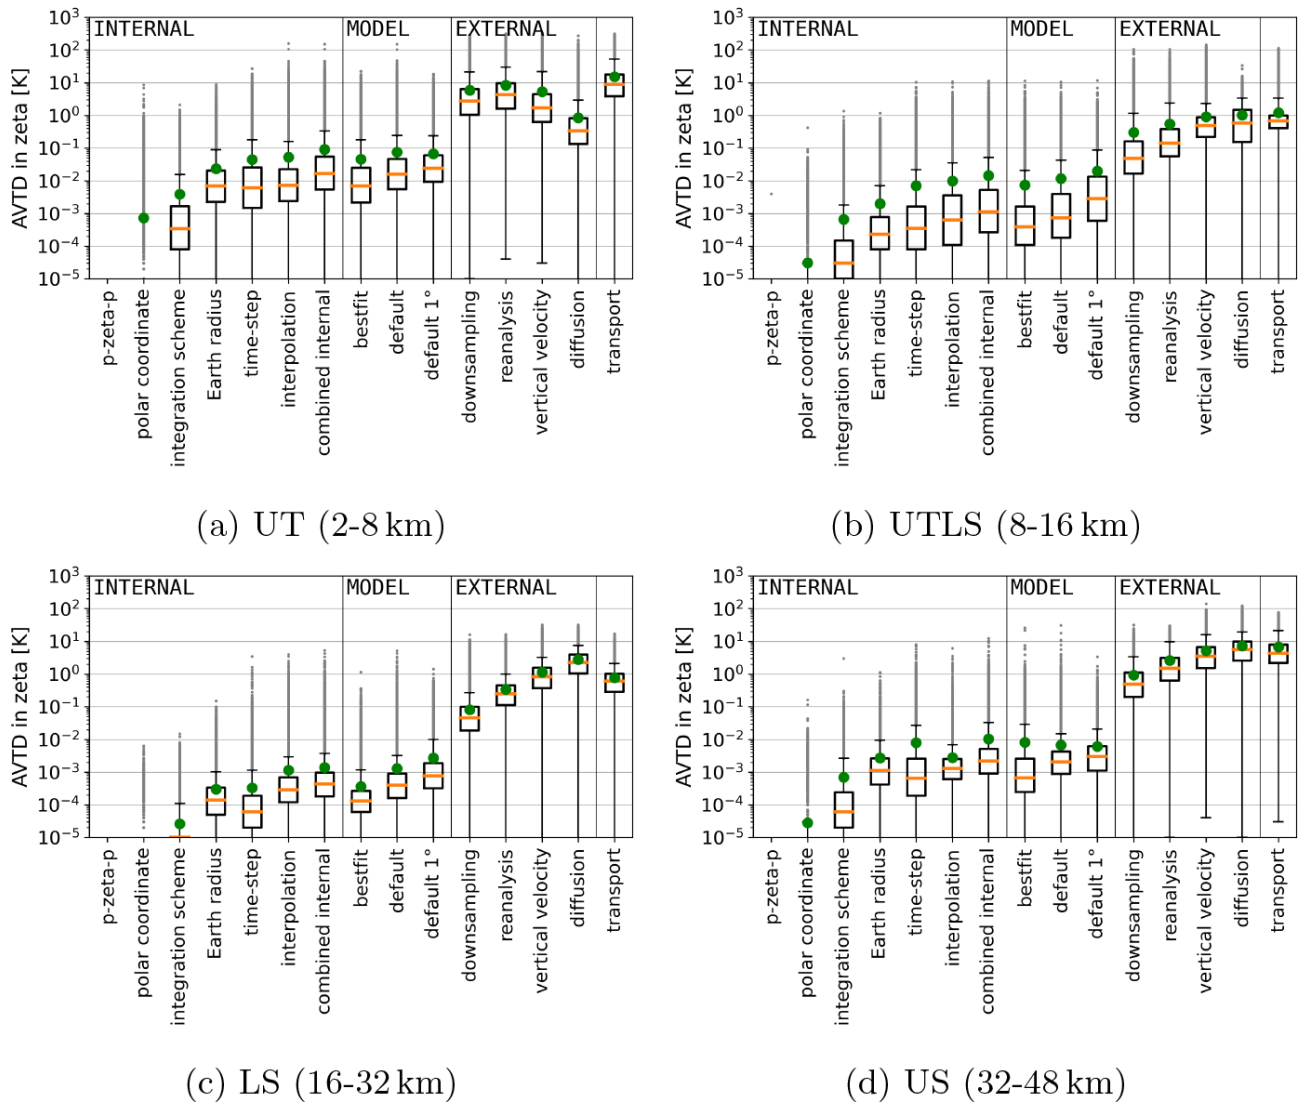 INTERNAL MODEL EXTERNAL
AVTD in zeta [K]
10³
10²
10¹
10⁰
10⁻¹
10⁻²
10⁻³
10⁻⁴
10⁻⁵
p-zeta-p
polar coordinate
integration scheme
Earth radius
time-step
interpolation
combined internal
bestfit
default
default 1°
downsampling
reanalysis
vertical velocity
diffusion
transport
(a) UT (2-8 km)
INTERNAL MODEL EXTERNAL
AVTD in zeta [K]
10³
10²
10¹
10⁰
10⁻¹
10⁻²
10⁻³
10⁻⁴
10⁻⁵
p-zeta-p
polar coordinate
integration scheme
Earth radius
time-step
interpolation
combined internal
bestfit
default
default 1°
downsampling
reanalysis
vertical velocity
diffusion
transport
(b) UTLS (8-16 km)
INTERNAL MODEL EXTERNAL
AVTD in zeta [K]
10³
10²
10¹
10⁰
10⁻¹
10⁻²
10⁻³
10⁻⁴
10⁻⁵
p-zeta-p
polar coordinate
integration scheme
Earth radius
time-step
interpolation
combined internal
bestfit
default
default 1°
downsampling
reanalysis
vertical velocity
diffusion
transport
(c) LS (16-32 km)
INTERNAL MODEL EXTERNAL
AVTD in zeta [K]
10³
10²
10¹
10⁰
10⁻¹
10⁻²
10⁻³
10⁻⁴
10⁻⁵
p-zeta-p
polar coordinate
integration scheme
Earth radius
time-step
interpolation
combined internal
bestfit
default
default 1°
downsampling
reanalysis
vertical velocity
diffusion
transport
(d) US (32-48 km)